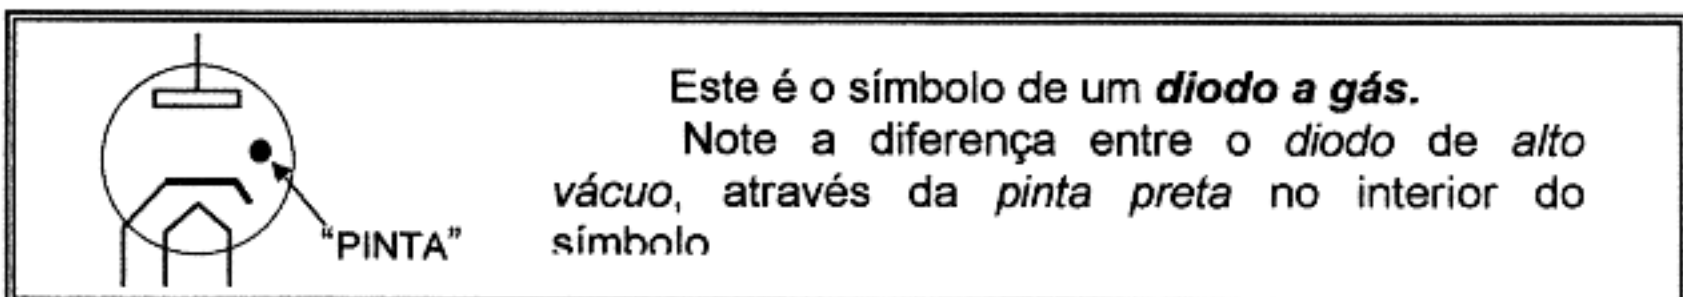 Este é o símbolo de um diodo a gás.
Note a diferença entre o diodo de alto
vácuo, através da pinta preta no interior do
símbolo
"PINTA"